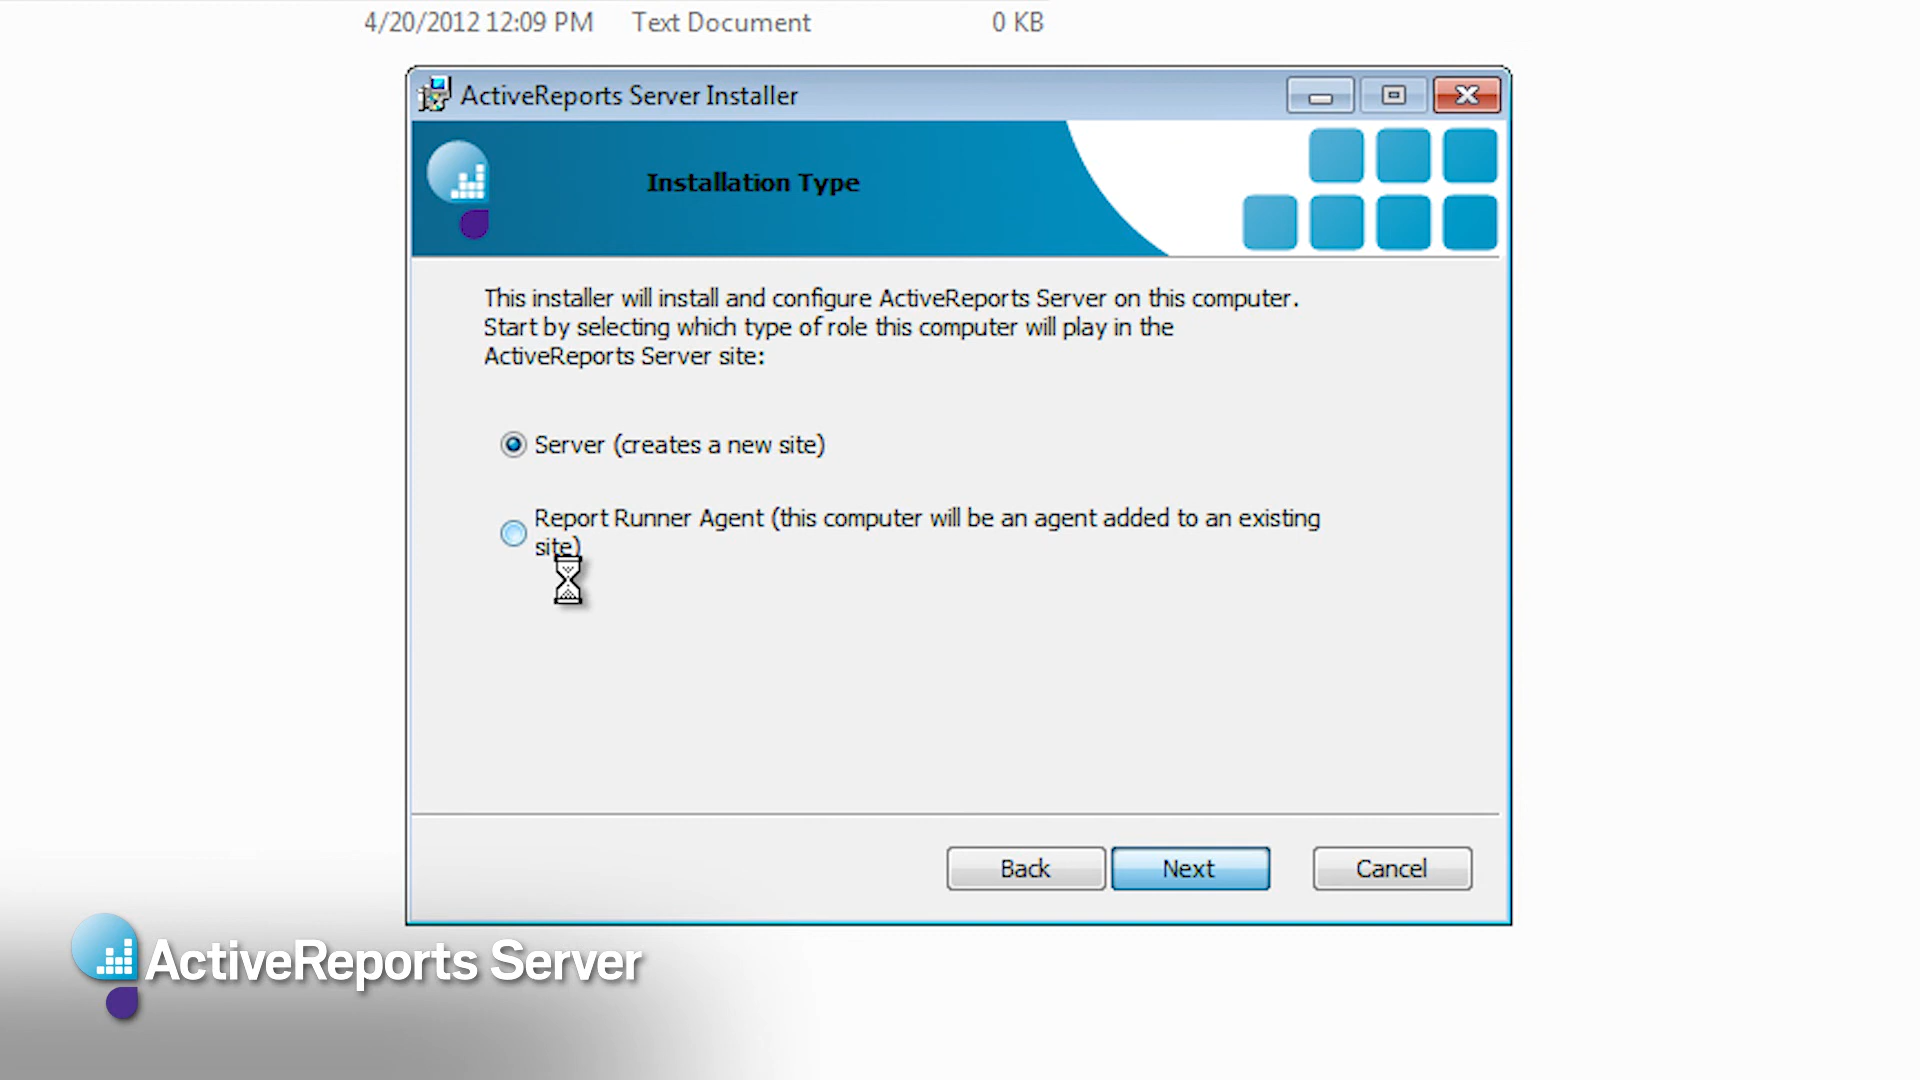 4/20/2012 12:09 PM Text Document 0 KB
ActiveReports Server Installer
Installation Type
This installer will install and configure ActiveReports Server on this computer.
Start by selecting which type of role this computer will play in the
ActiveReports Server site:
Server (creates a new site)
Report Runner Agent (this computer will be an agent added to an existing
site)
Back Next Cancel
ActiveReports Server